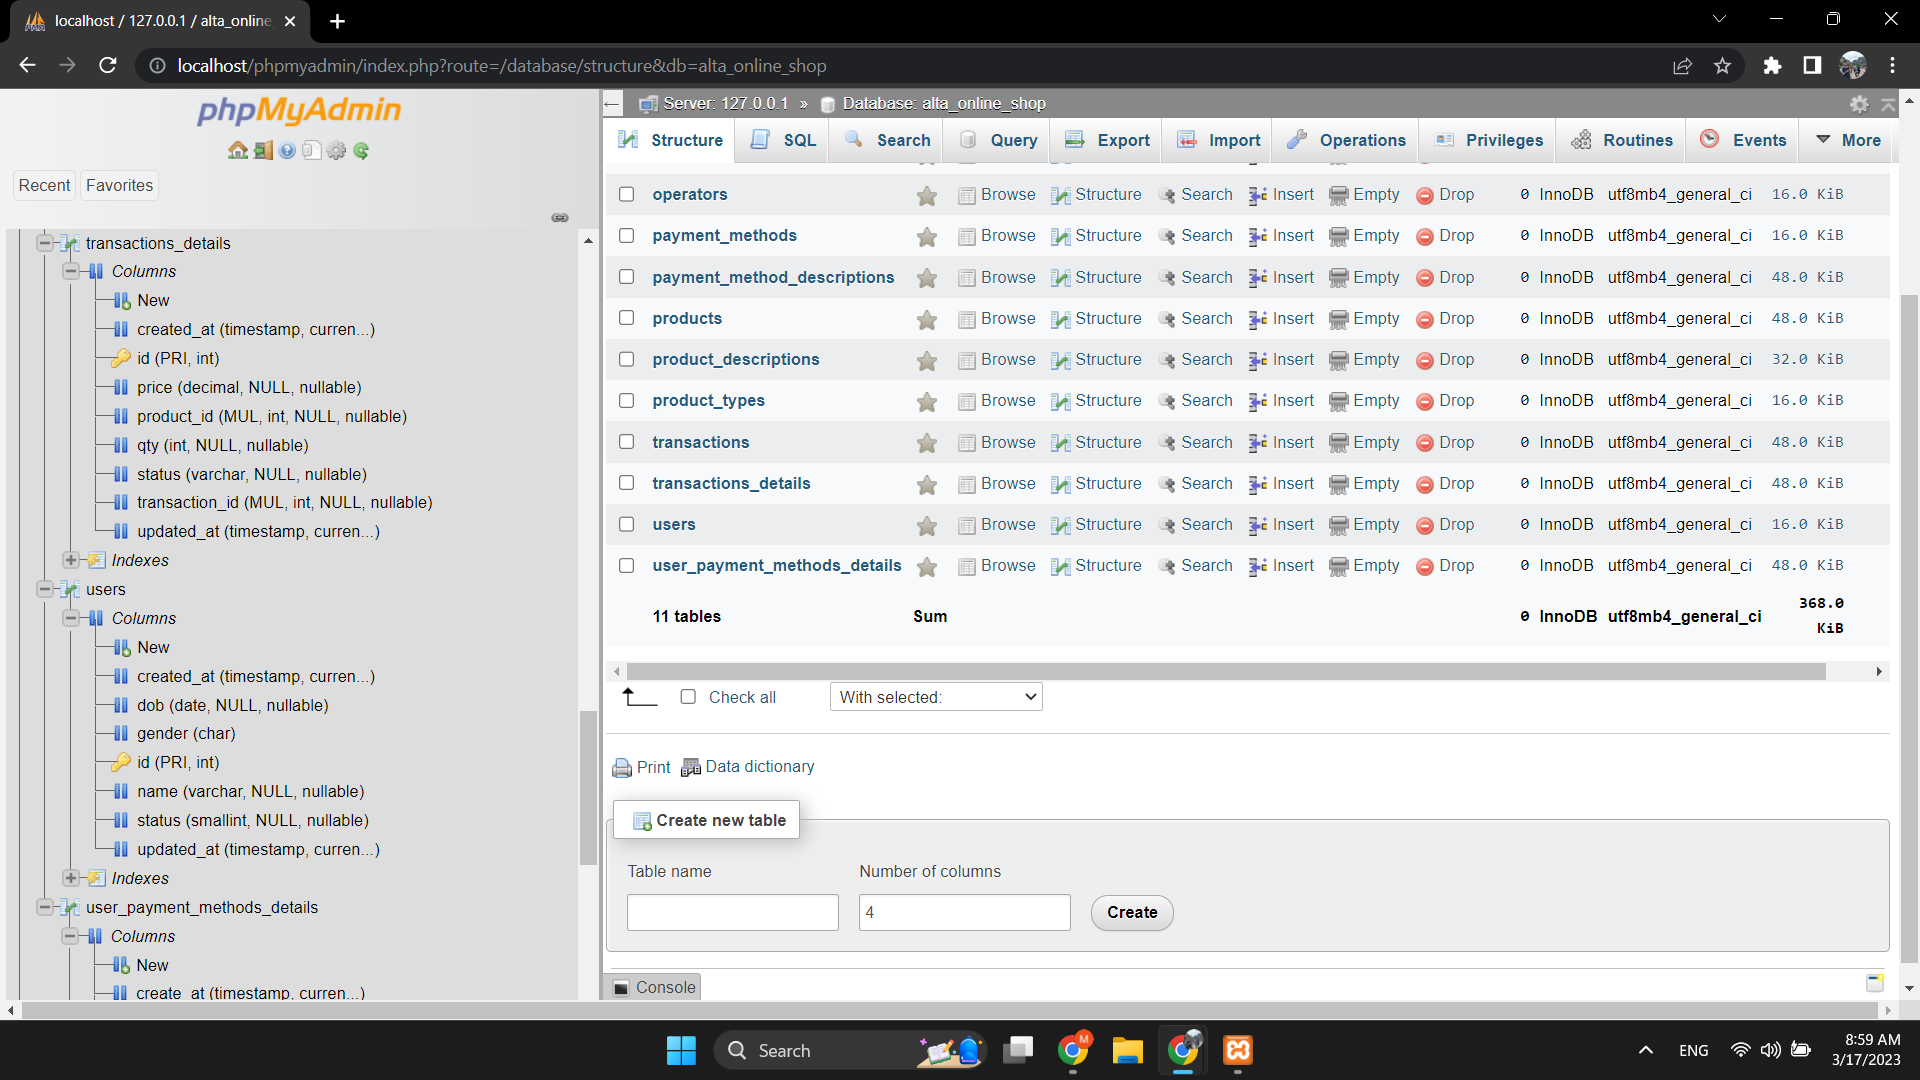 localhost / 127.0.0.1 / alta_online
localhost/phpmyadmin/index.php?route=/database/structure&db=alta_online_shop
phpMyAdmin
Recent Favorites
transactions_details
Columns
New
created_at (timestamp, curren...)
id (PRI, int)
price (decimal, NULL, nullable)
product_id (MUL, int, NULL, nullable)
qty (int, NULL, nullable)
status (varchar, NULL, nullable)
transaction_id (MUL, int, NULL, nullable)
updated_at (timestamp, curren...)
Indexes
users
Columns
New
created_at (timestamp, curren...)
dob (date, NULL, nullable)
gender (char)
id (PRI, int)
name (varchar, NULL, nullable)
status (smallint, NULL, nullable)
updated_at (timestamp, curren...)
Indexes
user_payment_methods_details
Columns
New
create_at (timestamp, curren...)
Server: 127.0.0.1 » Database: alta_online_shop
Structure SQL Search Query Export Import Operations Privileges Routines Events More
operators Browse Structure Search Insert Empty Drop 0 InnoDB utf8mb4_general_ci 16.0 KiB
payment_methods Browse Structure Search Insert Empty Drop 0 InnoDB utf8mb4_general_ci 16.0 KiB
payment_method_descriptions Browse Structure Search Insert Empty Drop 0 InnoDB utf8mb4_general_ci 48.0 KiB
products Browse Structure Search Insert Empty Drop 0 InnoDB utf8mb4_general_ci 48.0 KiB
product_descriptions Browse Structure Search Insert Empty Drop 0 InnoDB utf8mb4_general_ci 32.0 KiB
product_types Browse Structure Search Insert Empty Drop 0 InnoDB utf8mb4_general_ci 16.0 KiB
transactions Browse Structure Search Insert Empty Drop 0 InnoDB utf8mb4_general_ci 48.0 KiB
transactions_details Browse Structure Search Insert Empty Drop 0 InnoDB utf8mb4_general_ci 48.0 KiB
users Browse Structure Search Insert Empty Drop 0 InnoDB utf8mb4_general_ci 16.0 KiB
user_payment_methods_details Browse Structure Search Insert Empty Drop 0 InnoDB utf8mb4_general_ci 48.0 KiB
11 tables Sum 0 InnoDB utf8mb4_general_ci 368.0
KiB
Check all With selected:
Print Data dictionary
Create new table
Table name Number of columns
4 Create
Console
Search
M
ENG
8:59 AM
3/17/2023